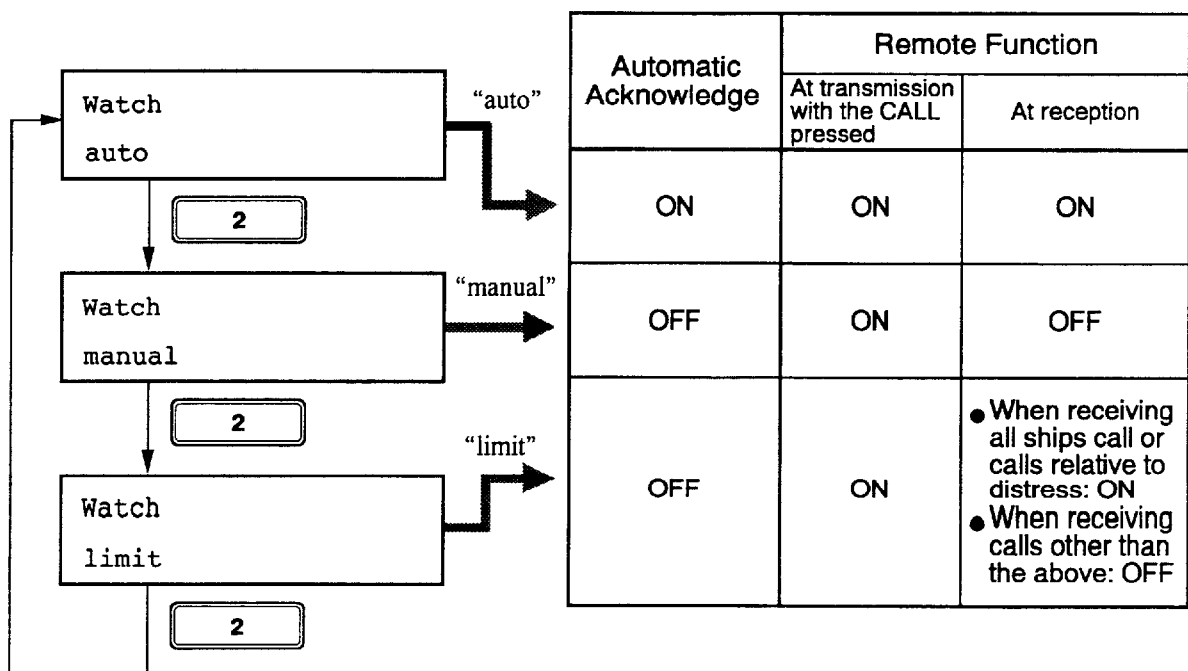 Watch
auto
2
Watch
manual
2
Watch
limit
2
“auto”
“manual”
“limit”
Automatic
Acknowledge
Remote Function
At transmission
with the CALL
pressed
At reception
ON
ON
ON
OFF
ON
OFF
OFF
ON
● When receiving
all ships call or
calls relative to
distress: ON
● When receiving
calls other than
the above: OFF